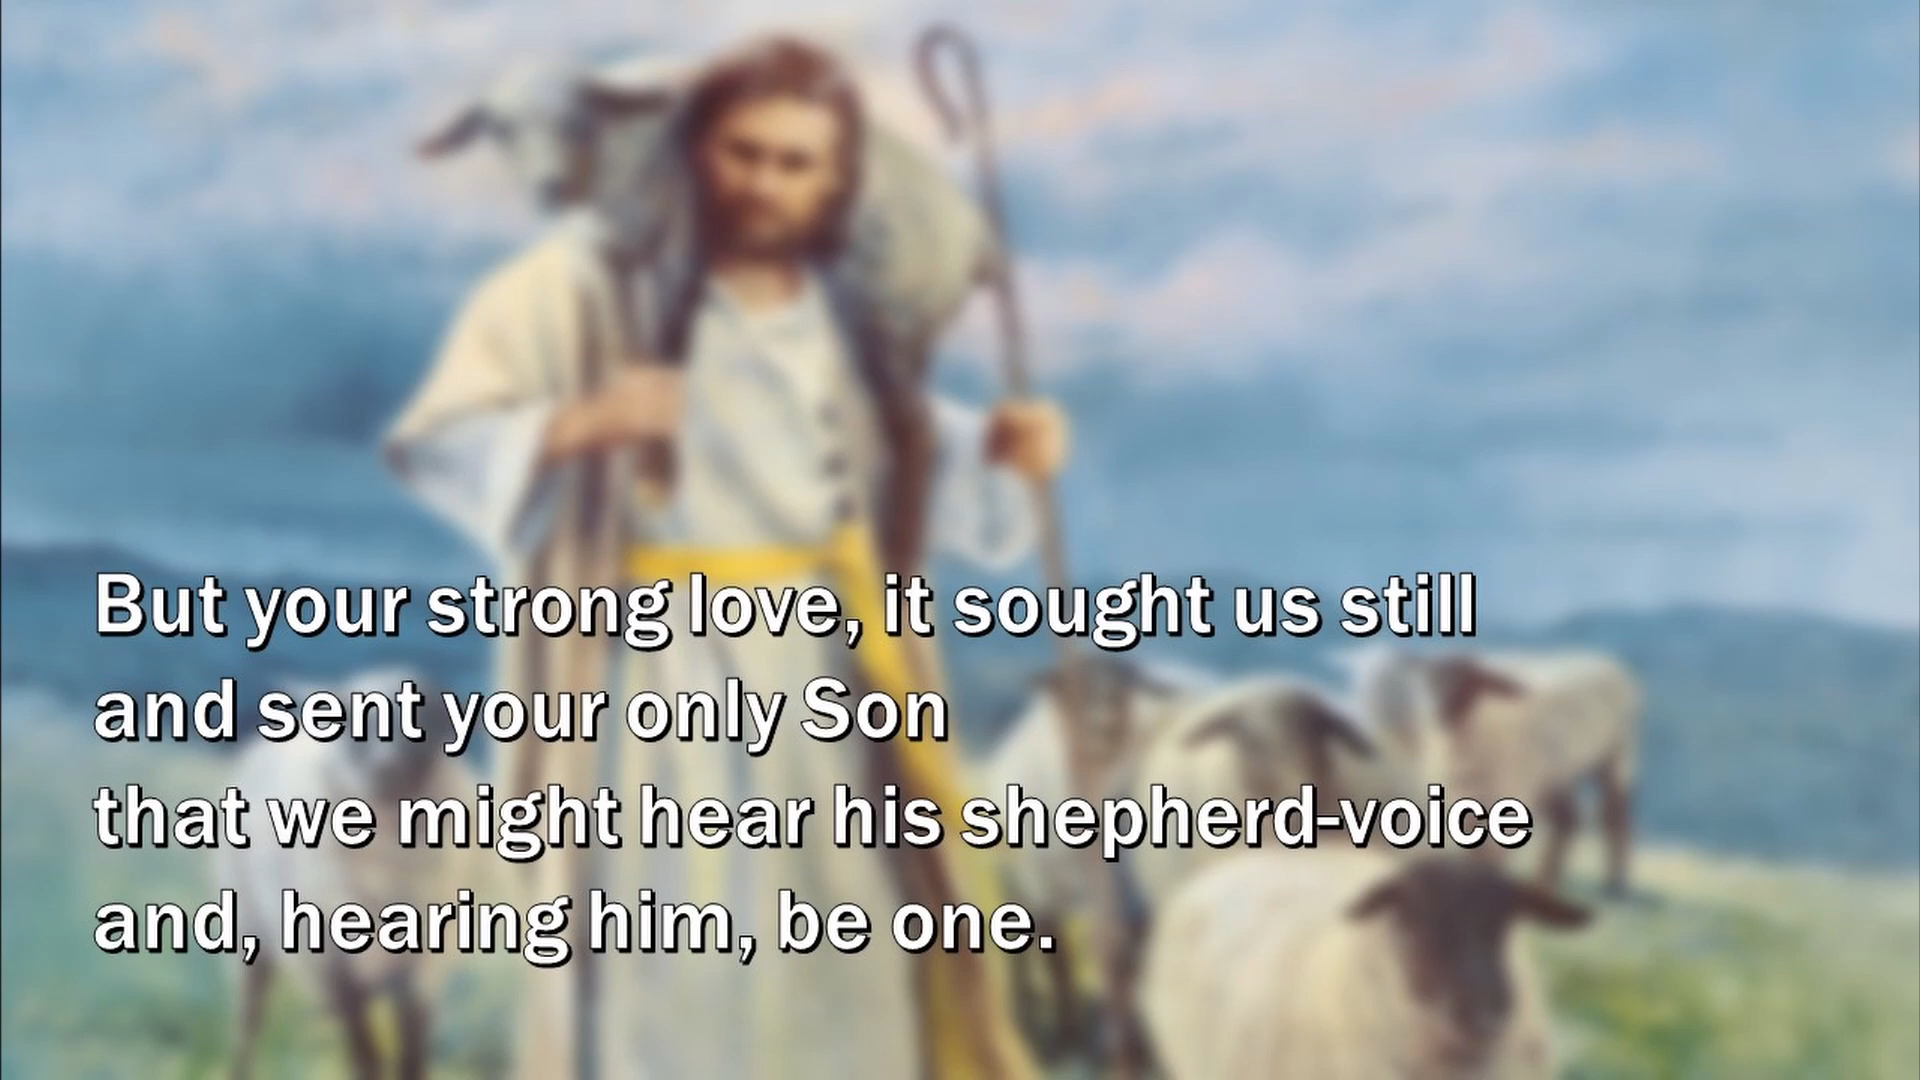 But your strong love, it sought us still
and sent your only Son
that we might hear his shepherd-voice
and, hearing him, be one.